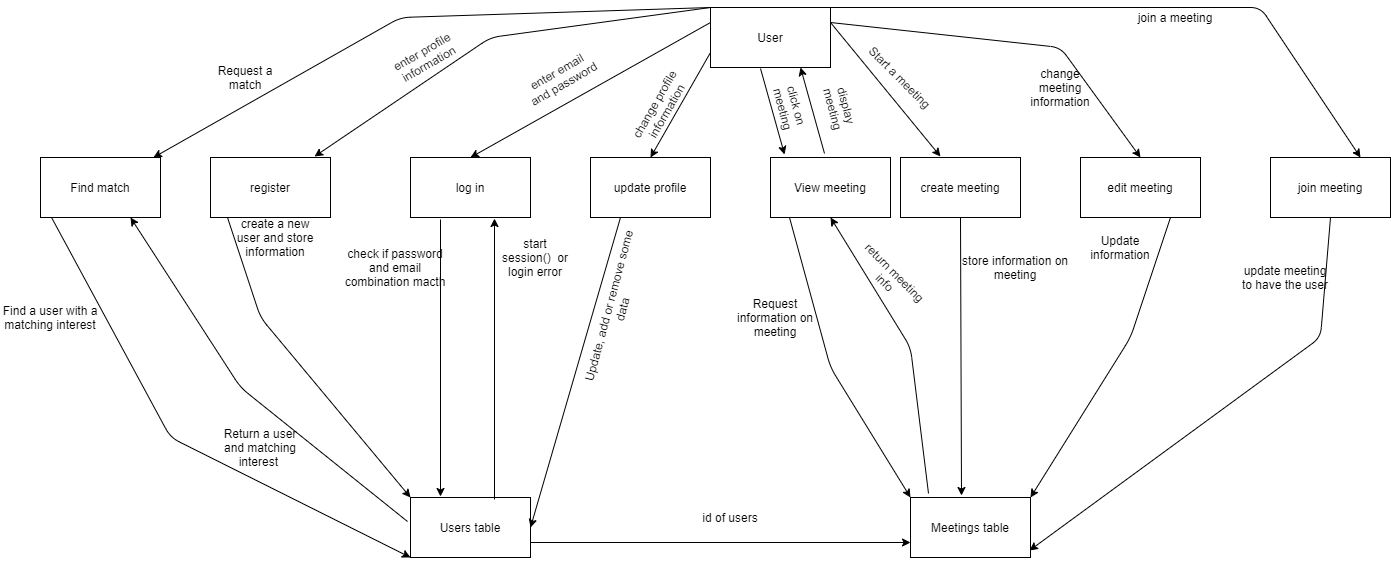 User
join a meeting
Request a
match
enter profile
information
enter email
and password
change profile
information
click on
meeting
display
meeting
Start a meeting
change
meeting
information
Find match
register
log in
update profile
View meeting
create meeting
edit meeting
join meeting
create a new
user and store
information
check if password
and email
combination macth
start
session() or
login error
Update, add or remove some
data
return meeting
info
store information on
meeting
Update
information
update meeting
to have the user
Find a user with a
matching interest
Request
information on
meeting
Return a user
and matching
interest
Users table
id of users
Meetings table